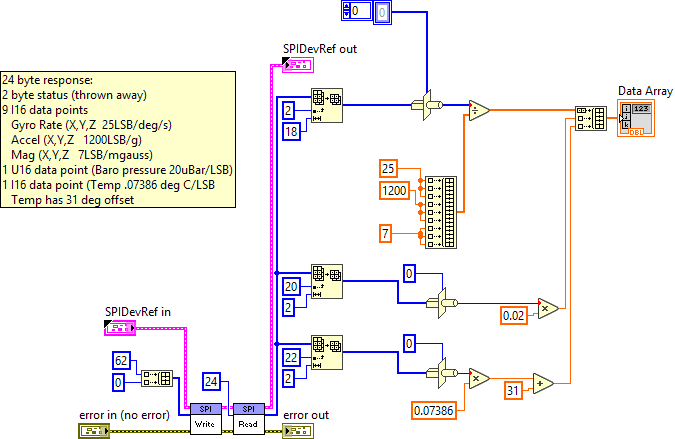 0
0
SPIDevRef out
24 byte response:
2 byte status (thrown away)
9 I16 data points
Gyro Rate (X,Y,Z  25LSB/deg/s)
Accel (X,Y,Z   1200LSB/g)
Mag (X,Y,Z   7LSB/mgauss)
1 U16 data point (Baro pressure 20uBar/LSB)
1 I16 data point (Temp .07386 deg C/LSB
Temp has 31 deg offset
2
18
÷
Data Array
123
DBL
25
1200
7
0
20
2
×
0.02
SPIDevRef in
0
22
2
×
+
31
0.07386
62
0
24
SPI
SPI
error in (no error)
Write
Read
error out